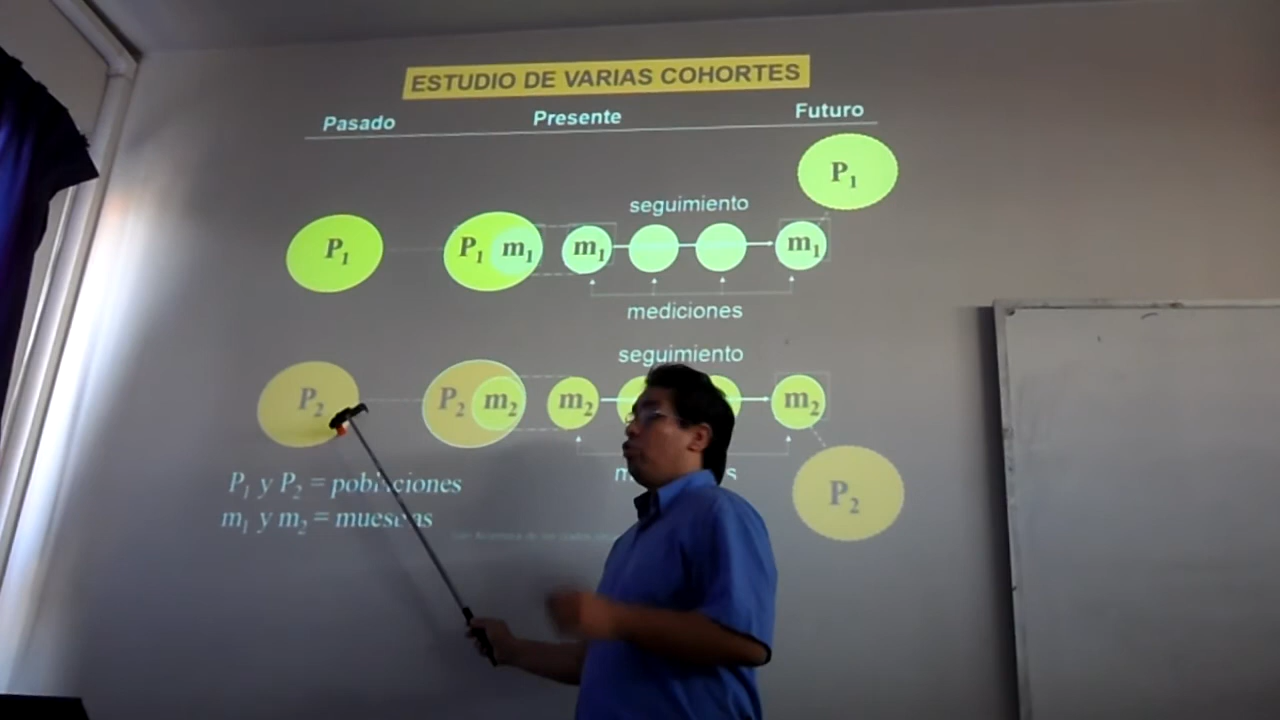 ESTUDIO DE VARIAS COHORTES
Pasado Presente Futuro
P₁
seguimiento
P₁ P₁ m₁ m₁ m₁
mediciones
seguimiento
P₂ P₂ m₂ m₂ m₂
P₂
P₁ y P₂ = poblaciones
m₁ y m₂ = muestras